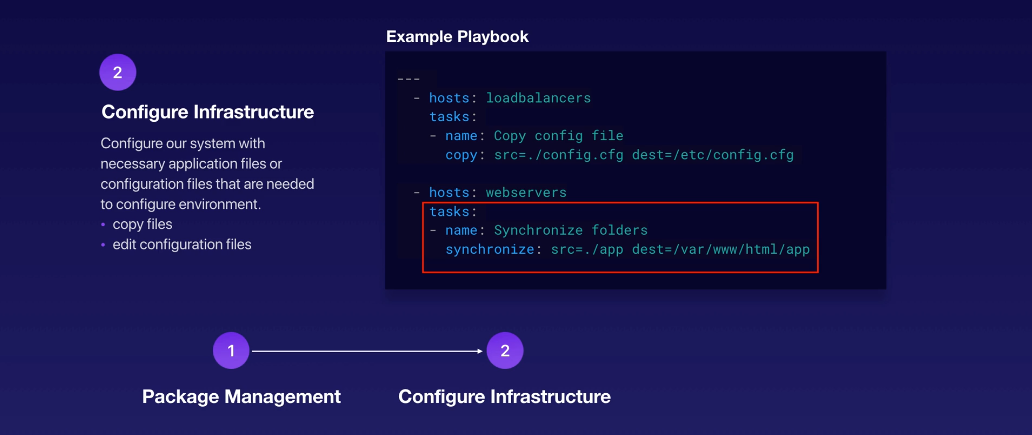 Example Playbook
2
Configure Infrastructure
Configure our system with
necessary application files or
configuration files that are needed
to configure environment.
• copy files
• edit configuration files
---
- hosts: loadbalancers
tasks:
- name: Copy config file
copy: src=./config.cfg dest=/etc/config.cfg
- hosts: webservers
tasks:
- name: Synchronize folders
synchronize: src=./app dest=/var/www/html/app
1
2
Package Management
Configure Infrastructure